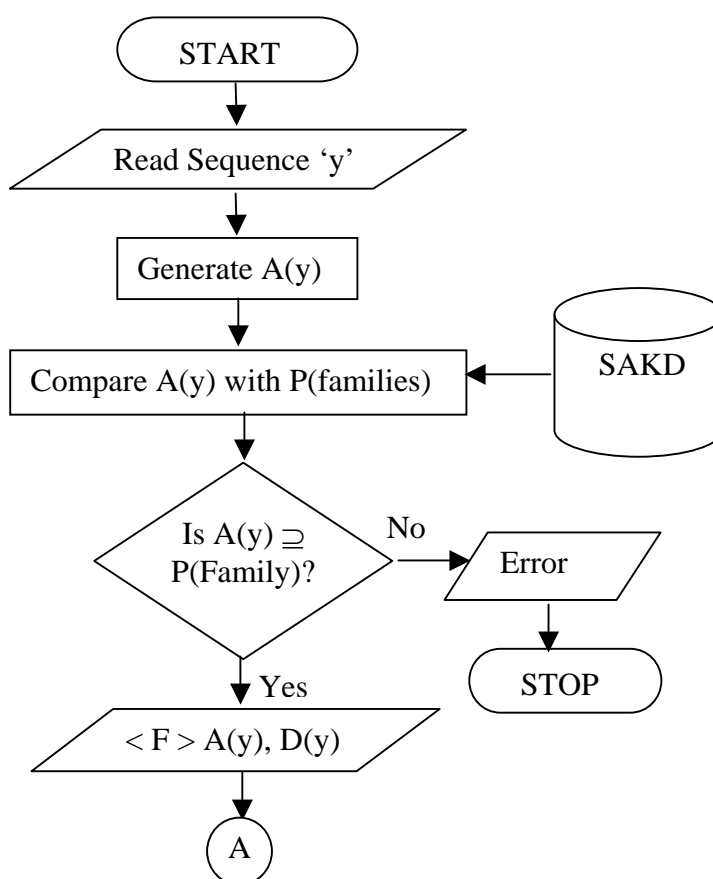 START
Read Sequence ‘y’
Generate A(y)
SAKD
Compare A(y) with P(families)
Is A(y) ⊇
P(Family)?
No
Error
Yes
STOP
< F > A(y), D(y)
A